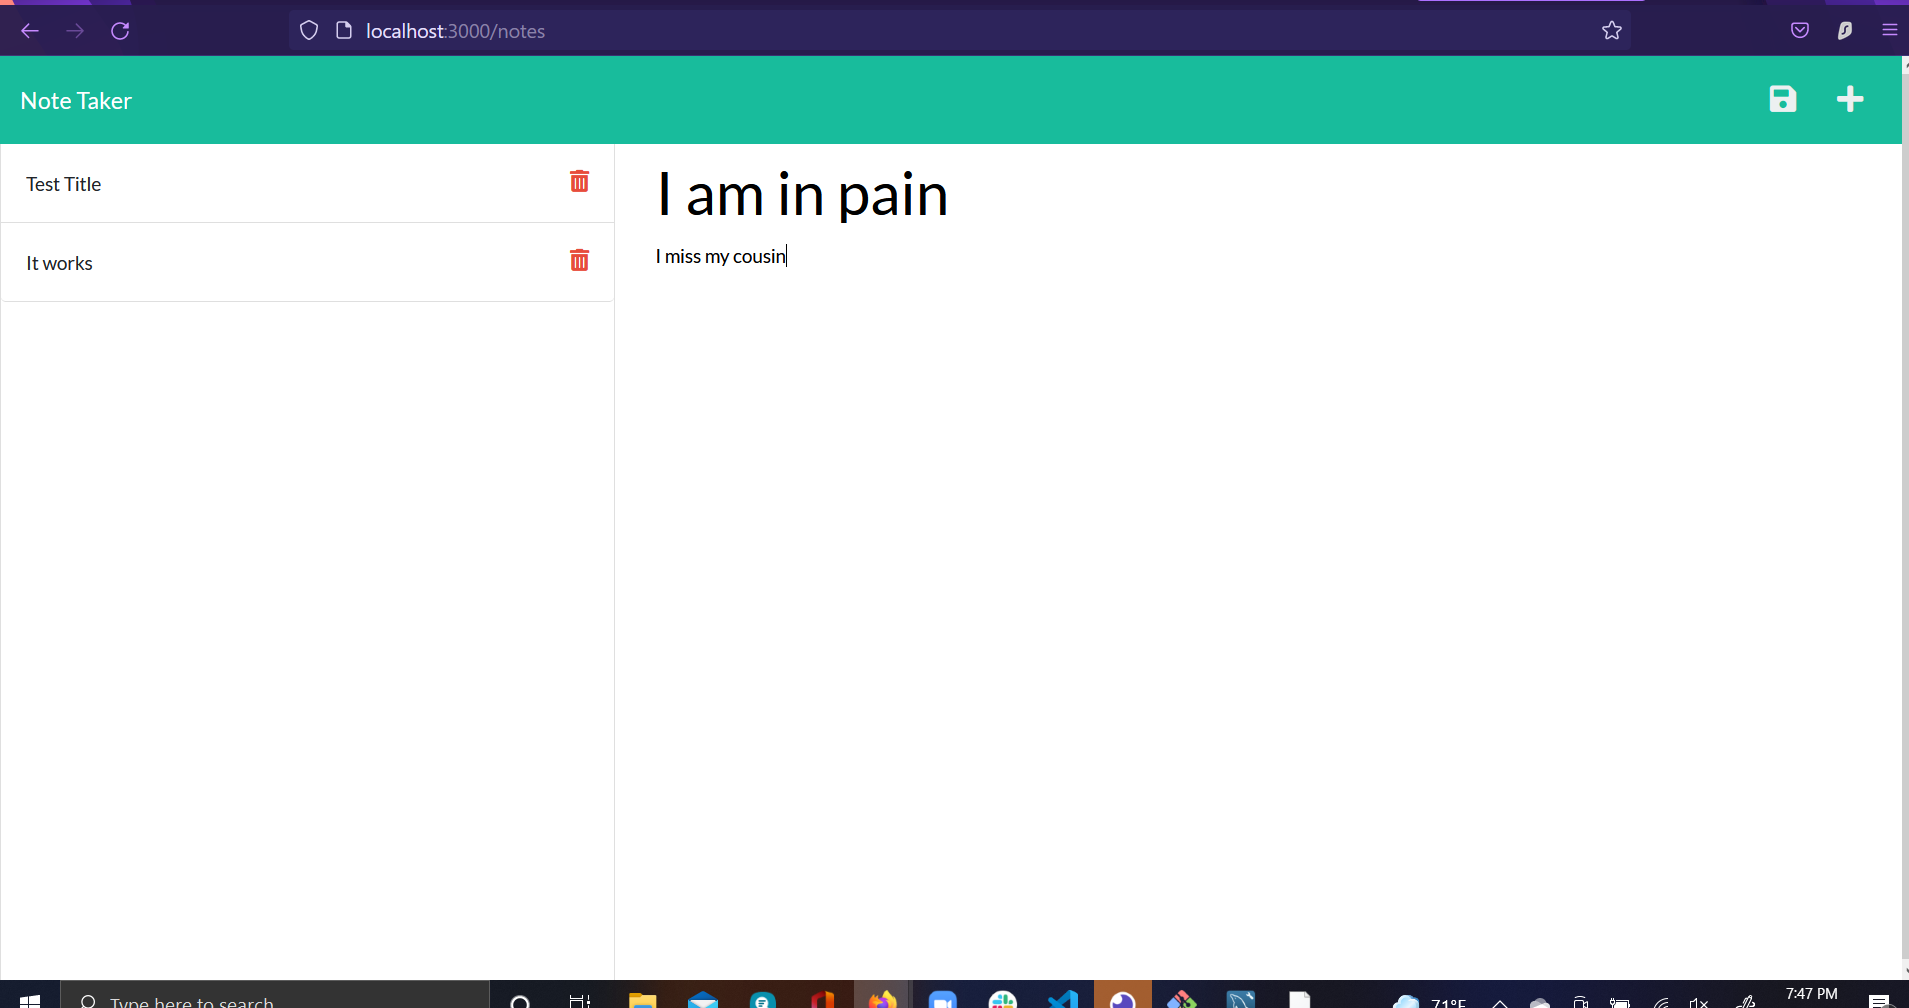 localhost:3000/notes
Note Taker
Test Title
It works
I am in pain
I miss my cousin
Type here to search
71°F
7:47 PM